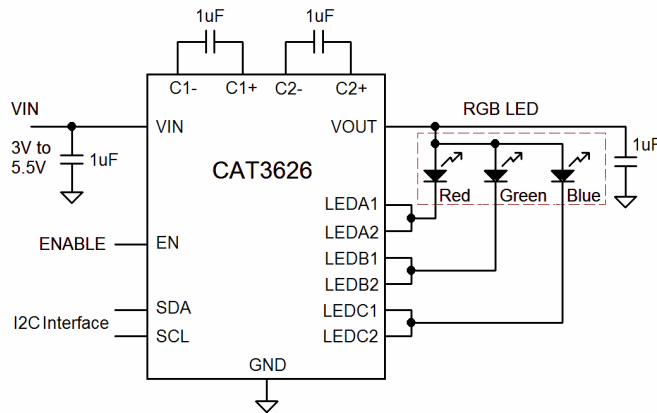 1uF
1uF
C1-
C1+
C2-
C2+
VIN
RGB LED
VIN
VOUT
3V to
5.5V
1uF
1uF
CAT3626
Red
Green
Blue
LEDA1
LEDA2
ENABLE
EN
LEDB1
LEDB2
SDA
LEDC1
I2C Interface
SCL
LEDC2
GND